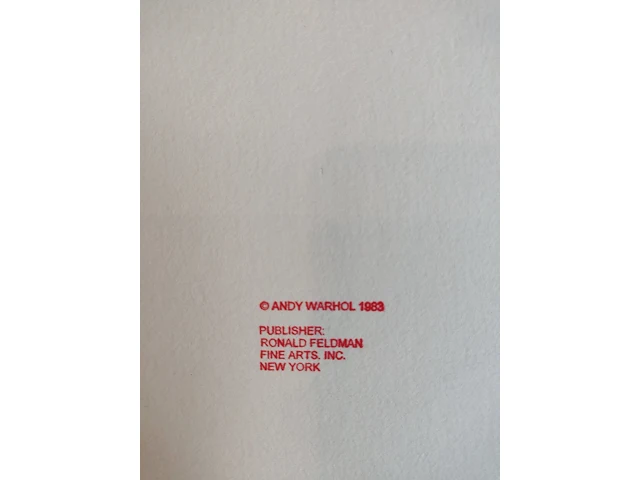 © ANDY WARHOL 1983
PUBLISHER:
RONALD FELDMAN
FINE ARTS. INC.
NEW YORK